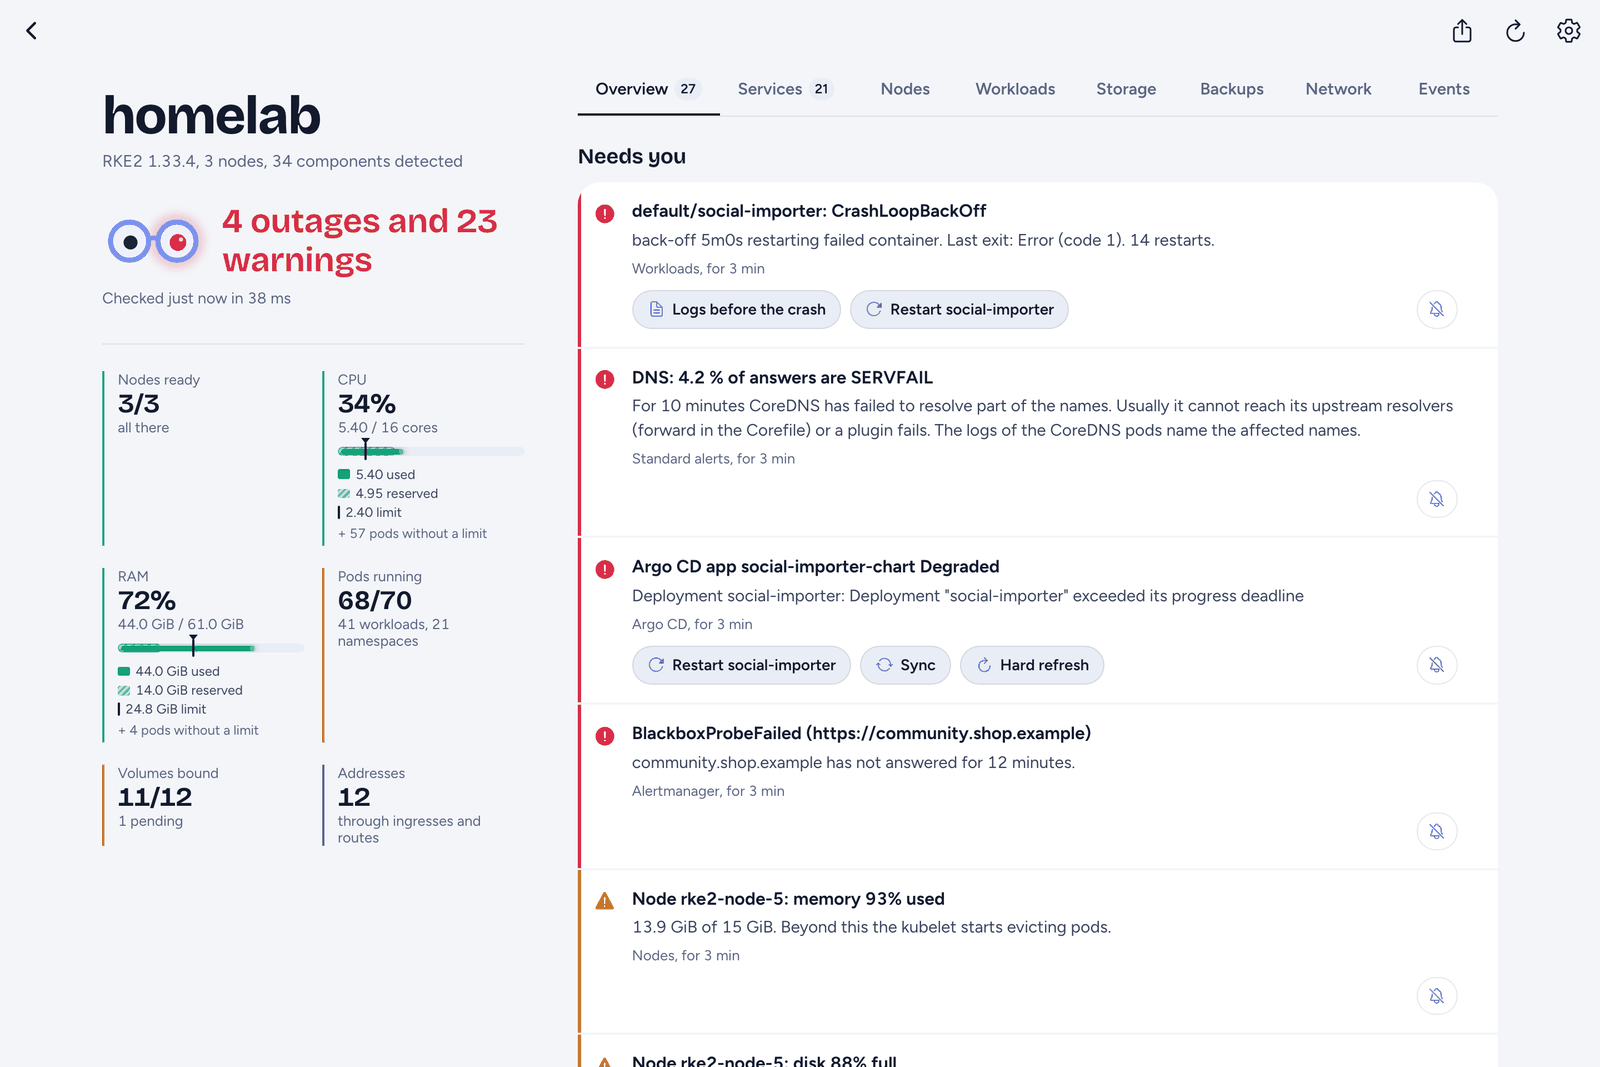 homelab
RKE2 1.33.4, 3 nodes, 34 components detected
4 outages and 23
warnings
Checked just now in 38 ms
Nodes ready
3/3
all there
CPU
34%
5.40 / 16 cores
5.40 used
4.95 reserved
2.40 limit
+ 57 pods without a limit
RAM
72%
44.0 GiB / 61.0 GiB
44.0 GiB used
14.0 GiB reserved
24.8 GiB limit
+ 4 pods without a limit
Pods running
68/70
41 workloads, 21
namespaces
Volumes bound
11/12
1 pending
Addresses
12
through ingresses and
routes
Overview 27 Services 21 Nodes Workloads Storage Backups Network Events
Needs you
default/social-importer: CrashLoopBackOff
back-off 5m0s restarting failed container. Last exit: Error (code 1). 14 restarts.
Workloads, for 3 min
Logs before the crash Restart social-importer
DNS: 4.2 % of answers are SERVFAIL
For 10 minutes CoreDNS has failed to resolve part of the names. Usually it cannot reach its upstream resolvers
(forward in the Corefile) or a plugin fails. The logs of the CoreDNS pods name the affected names.
Standard alerts, for 3 min
Argo CD app social-importer-chart Degraded
Deployment social-importer: Deployment "social-importer" exceeded its progress deadline
Argo CD, for 3 min
Restart social-importer Sync Hard refresh
BlackboxProbeFailed (https://community.shop.example)
community.shop.example has not answered for 12 minutes.
Alertmanager, for 3 min
Node rke2-node-5: memory 93% used
13.9 GiB of 15 GiB. Beyond this the kubelet starts evicting pods.
Nodes, for 3 min
Node rke2-node-5: disk 88% full